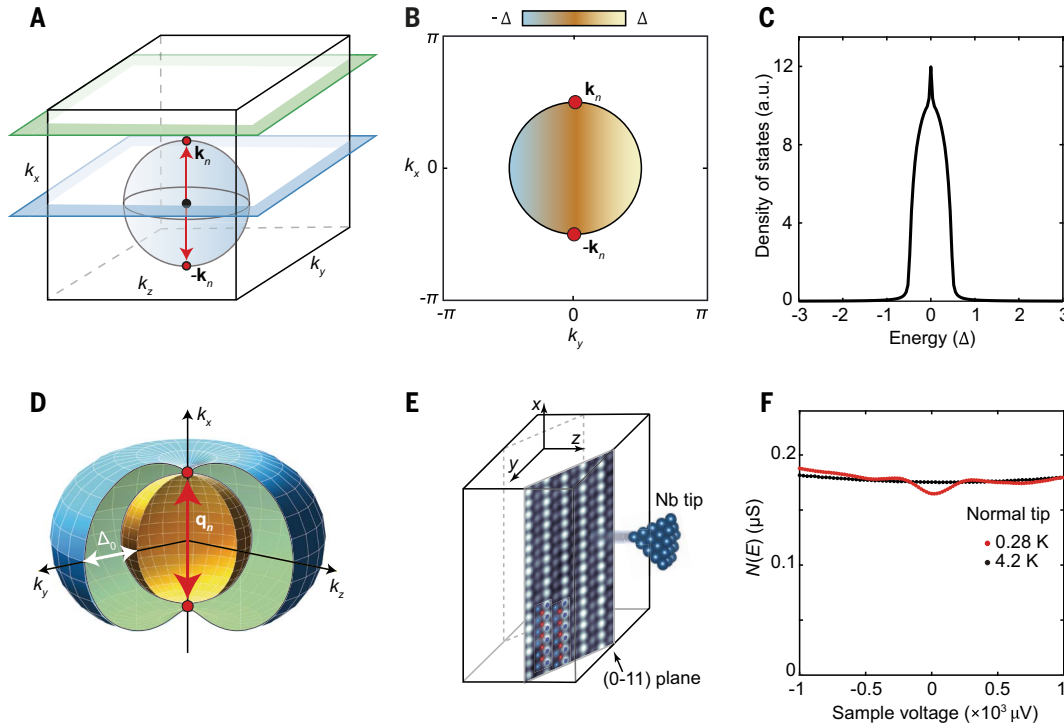 A
k_x
k_n
-k_n
k_z
k_y
B
- Δ
Δ
π
k_n
k_x
0
-k_n
-π
-π
0
π
k_y
C
Density of states (a.u.)
12
8
4
0
-3
-2
-1
0
1
2
3
Energy (Δ)
D
k_x
q_n
Δ_0
k_y
k_z
E
x
z
y
Nb tip
(0-11) plane
F
N(E) (µS)
0.2
0.1
0
Normal tip
0.28 K
4.2 K
-1
-0.5
0
0.5
1
Sample voltage (×10³ µV)